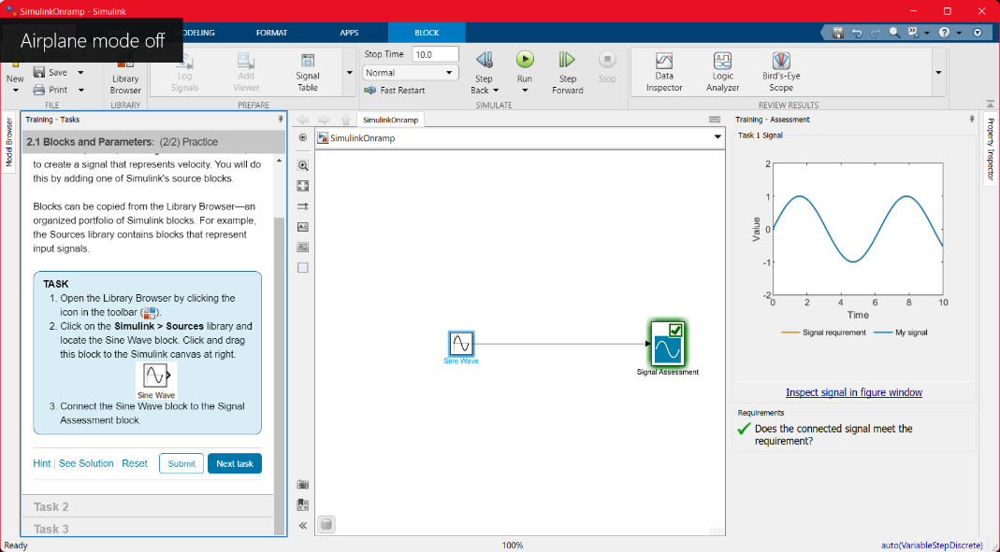 SimulinkOnramp - Simulink
Airplane mode off
MODELING
FORMAT
APPS
BLOCK
New
Save
Print
FILE
Library
Browser
LIBRARY
Log
Signals
Add
Viewer
Signal
Table
PREPARE
Stop Time
10.0
Normal
Fast Restart
Step
Back
Run
Step
Forward
Stop
SIMULATE
Data
Inspector
Logic
Analyzer
Bird's-Eye
Scope
REVIEW RESULTS
Model Browser
Training - Tasks
2.1 Blocks and Parameters: (2/2) Practice
to create a signal that represents velocity. You will do
this by adding one of Simulink's source blocks.
Blocks can be copied from the Library Browser—an
organized portfolio of Simulink blocks. For example,
the Sources library contains blocks that represent
input signals.
TASK
1. Open the Library Browser by clicking the
icon in the toolbar ( ).
2. Click on the Simulink > Sources library and
locate the Sine Wave block. Click and drag
this block to the Simulink canvas at right.
Sine Wave
3. Connect the Sine Wave block to the Signal
Assessment block.
Hint | See Solution | Reset
Submit
Next task
Task 2
Task 3
SimulinkOnramp
SimulinkOnramp
Sine Wave
Signal Assessment
Training - Assessment
Task 1 Signal
2
1
0
-1
-2
Value
0 2 4 6 8 10
Time
Signal requirement
My signal
Inspect signal in figure window
Requirements
Does the connected signal meet the
requirement?
Property Inspector
Ready
100%
auto(VariableStepDiscrete)